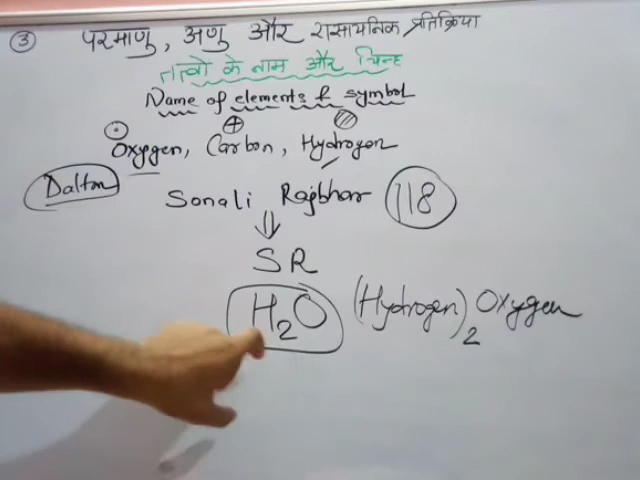 ③ परमाणु, अणु और रासायनिक प्रतिक्रिया
तत्वो के नाम और चिन्ह
Name of elements & symbol
Oxygen, Carbon, Hydrogen
Dalton
Sonali Rajbhar 118
SR
H₂O (Hydrogen)₂ Oxygen